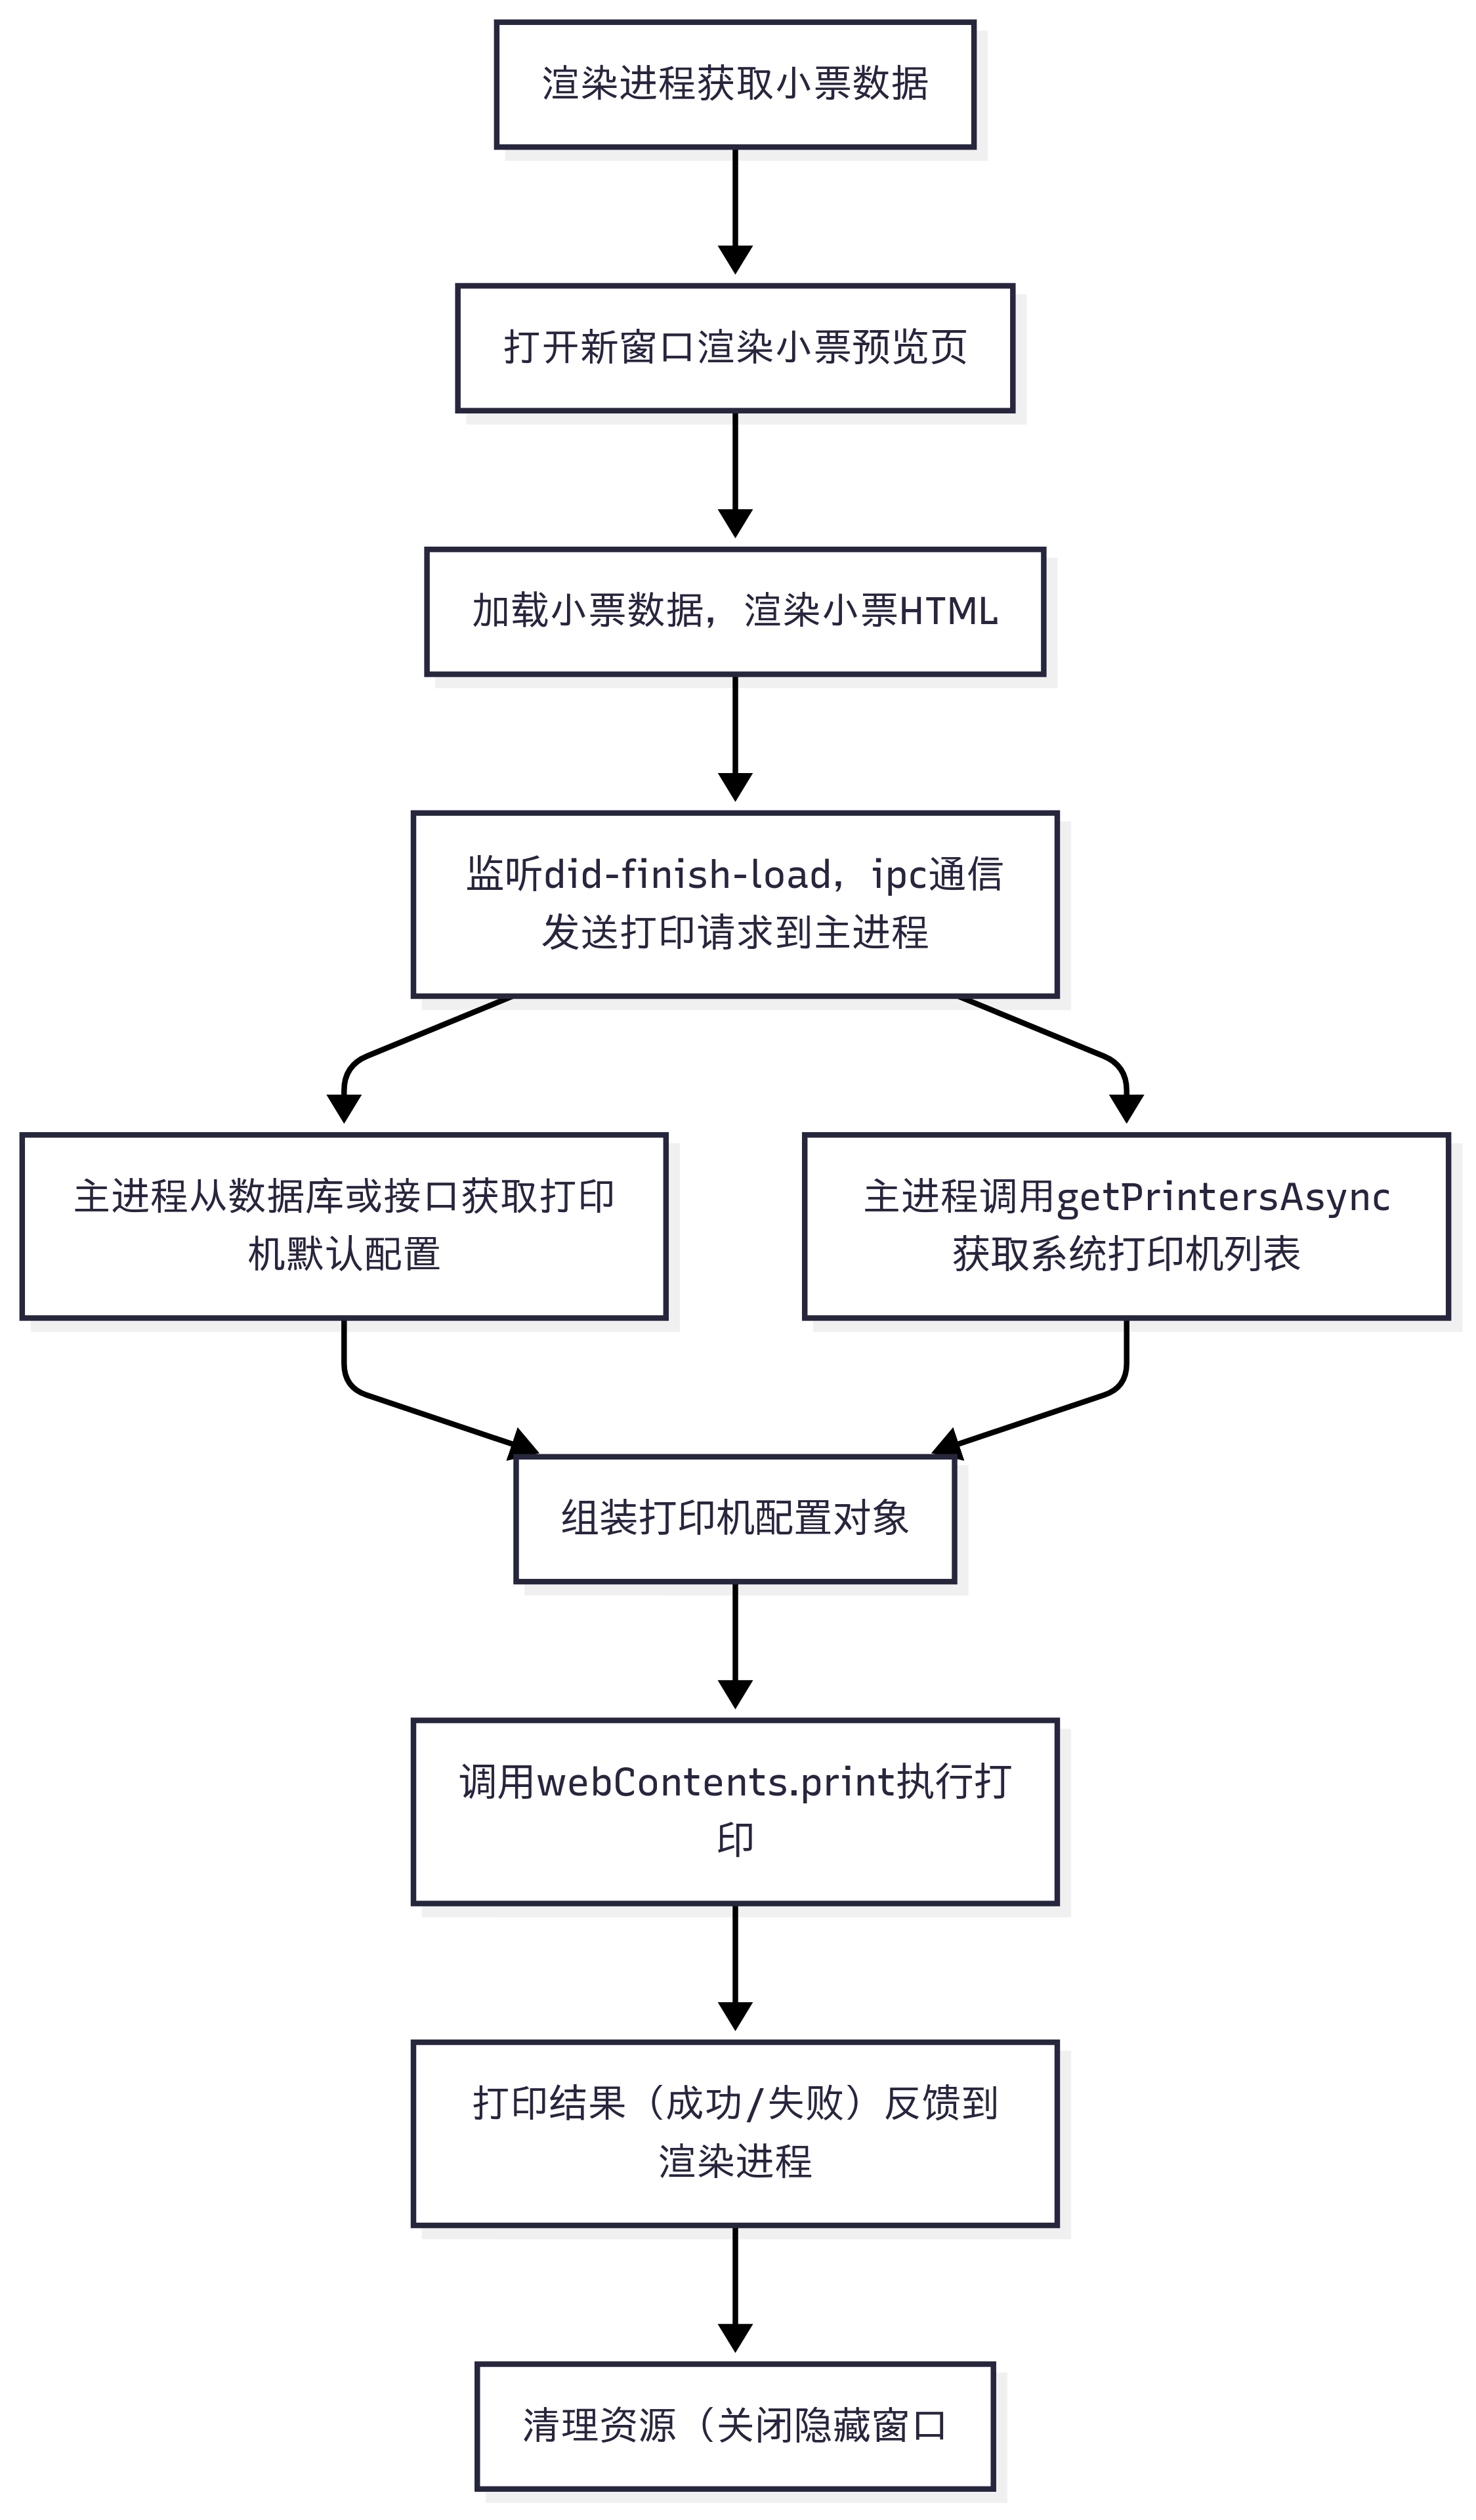 渲染进程获取小票数据
打开新窗口渲染小票预览页
加载小票数据，渲染小票HTML
监听did-finish-load，ipc通信
发送打印请求到主进程
主进程从数据库或接口获取打印
机默认配置
主进程调用getPrintersAsync
获取系统打印机列表
组装打印机配置对象
调用webContents.print执行打
印
打印结果（成功/失败）反馈到
渲染进程
清理资源（关闭隐藏窗口